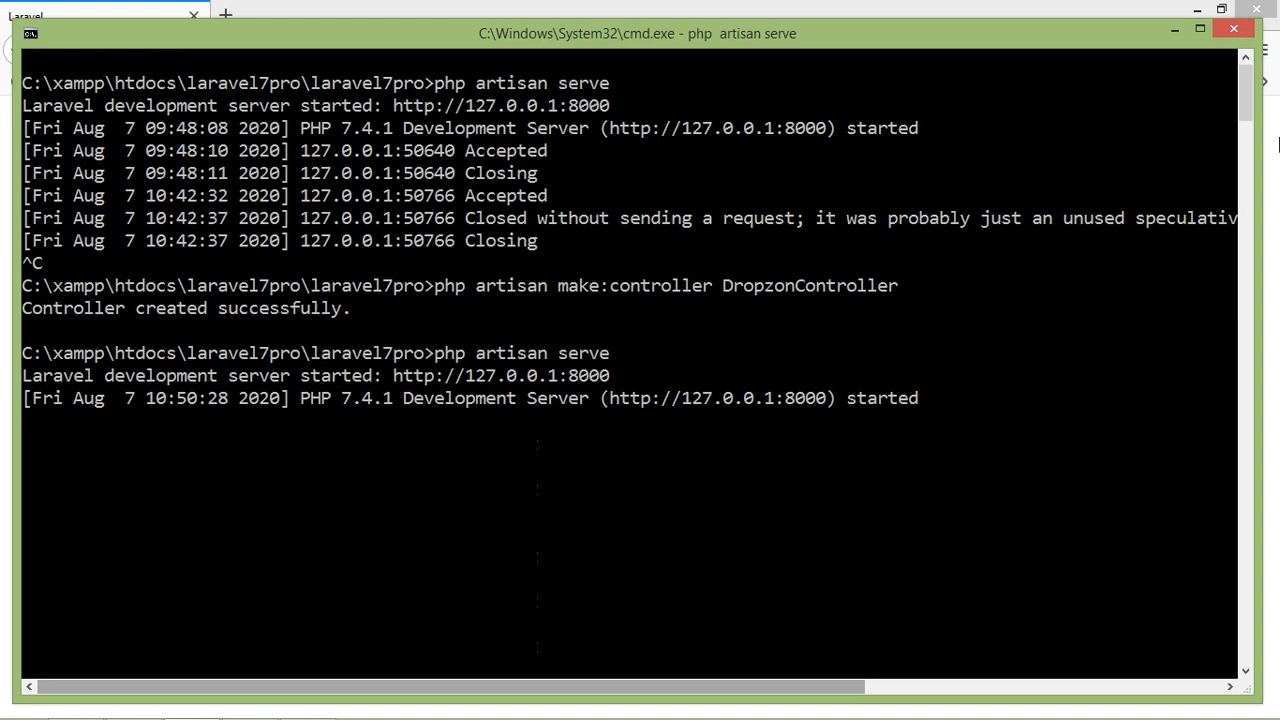 Laravel
C:\Windows\System32\cmd.exe - php  artisan serve
C:\xampp\htdocs\laravel7pro\laravel7pro>php artisan serve
Laravel development server started: http://127.0.0.1:8000
[Fri Aug  7 09:48:08 2020] PHP 7.4.1 Development Server (http://127.0.0.1:8000) started
[Fri Aug  7 09:48:10 2020] 127.0.0.1:50640 Accepted
[Fri Aug  7 09:48:11 2020] 127.0.0.1:50640 Closing
[Fri Aug  7 10:42:32 2020] 127.0.0.1:50766 Accepted
[Fri Aug  7 10:42:37 2020] 127.0.0.1:50766 Closed without sending a request; it was probably just an unused speculativ
[Fri Aug  7 10:42:37 2020] 127.0.0.1:50766 Closing
^C
C:\xampp\htdocs\laravel7pro\laravel7pro>php artisan make:controller DropzonController
Controller created successfully.
C:\xampp\htdocs\laravel7pro\laravel7pro>php artisan serve
Laravel development server started: http://127.0.0.1:8000
[Fri Aug  7 10:50:28 2020] PHP 7.4.1 Development Server (http://127.0.0.1:8000) started